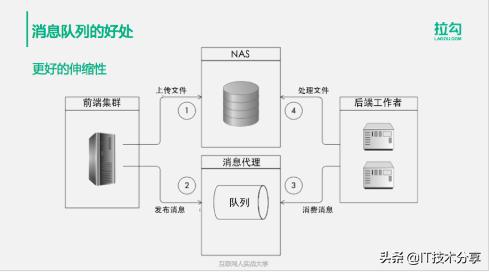 消息队列的好处
拉勾
LAGOU.COM
更好的伸缩性
NAS
上传文件
处理文件
前端集群
后端工作者
1
4
消息代理
2
队列
3
发布消息
消费消息
互联网人实战大学
头条 @IT技术分享